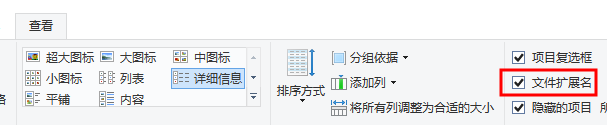 查看
超大图标 大图标 中图标
小图标 列表 详细信息
平铺 内容
排序方式
分组依据
添加列
将所有列调整为合适的大小
项目复选框
文件扩展名
隐藏的项目